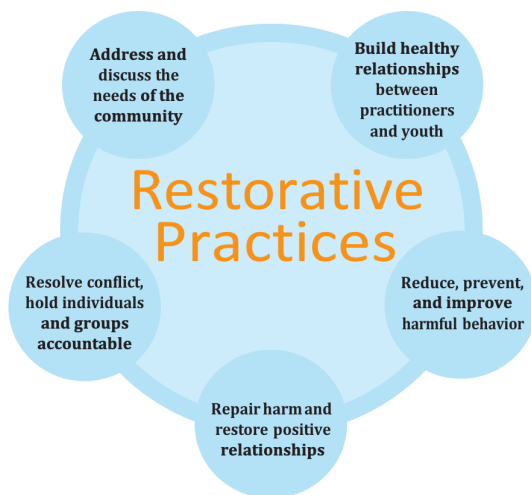 Address and
discuss the
needs of the
community
Build healthy
relationships
between
practitioners
and youth
Restorative
Practices
Resolve conflict,
hold individuals
and groups
accountable
Reduce, prevent,
and improve
harmful behavior
Repair harm and
restore positive
relationships